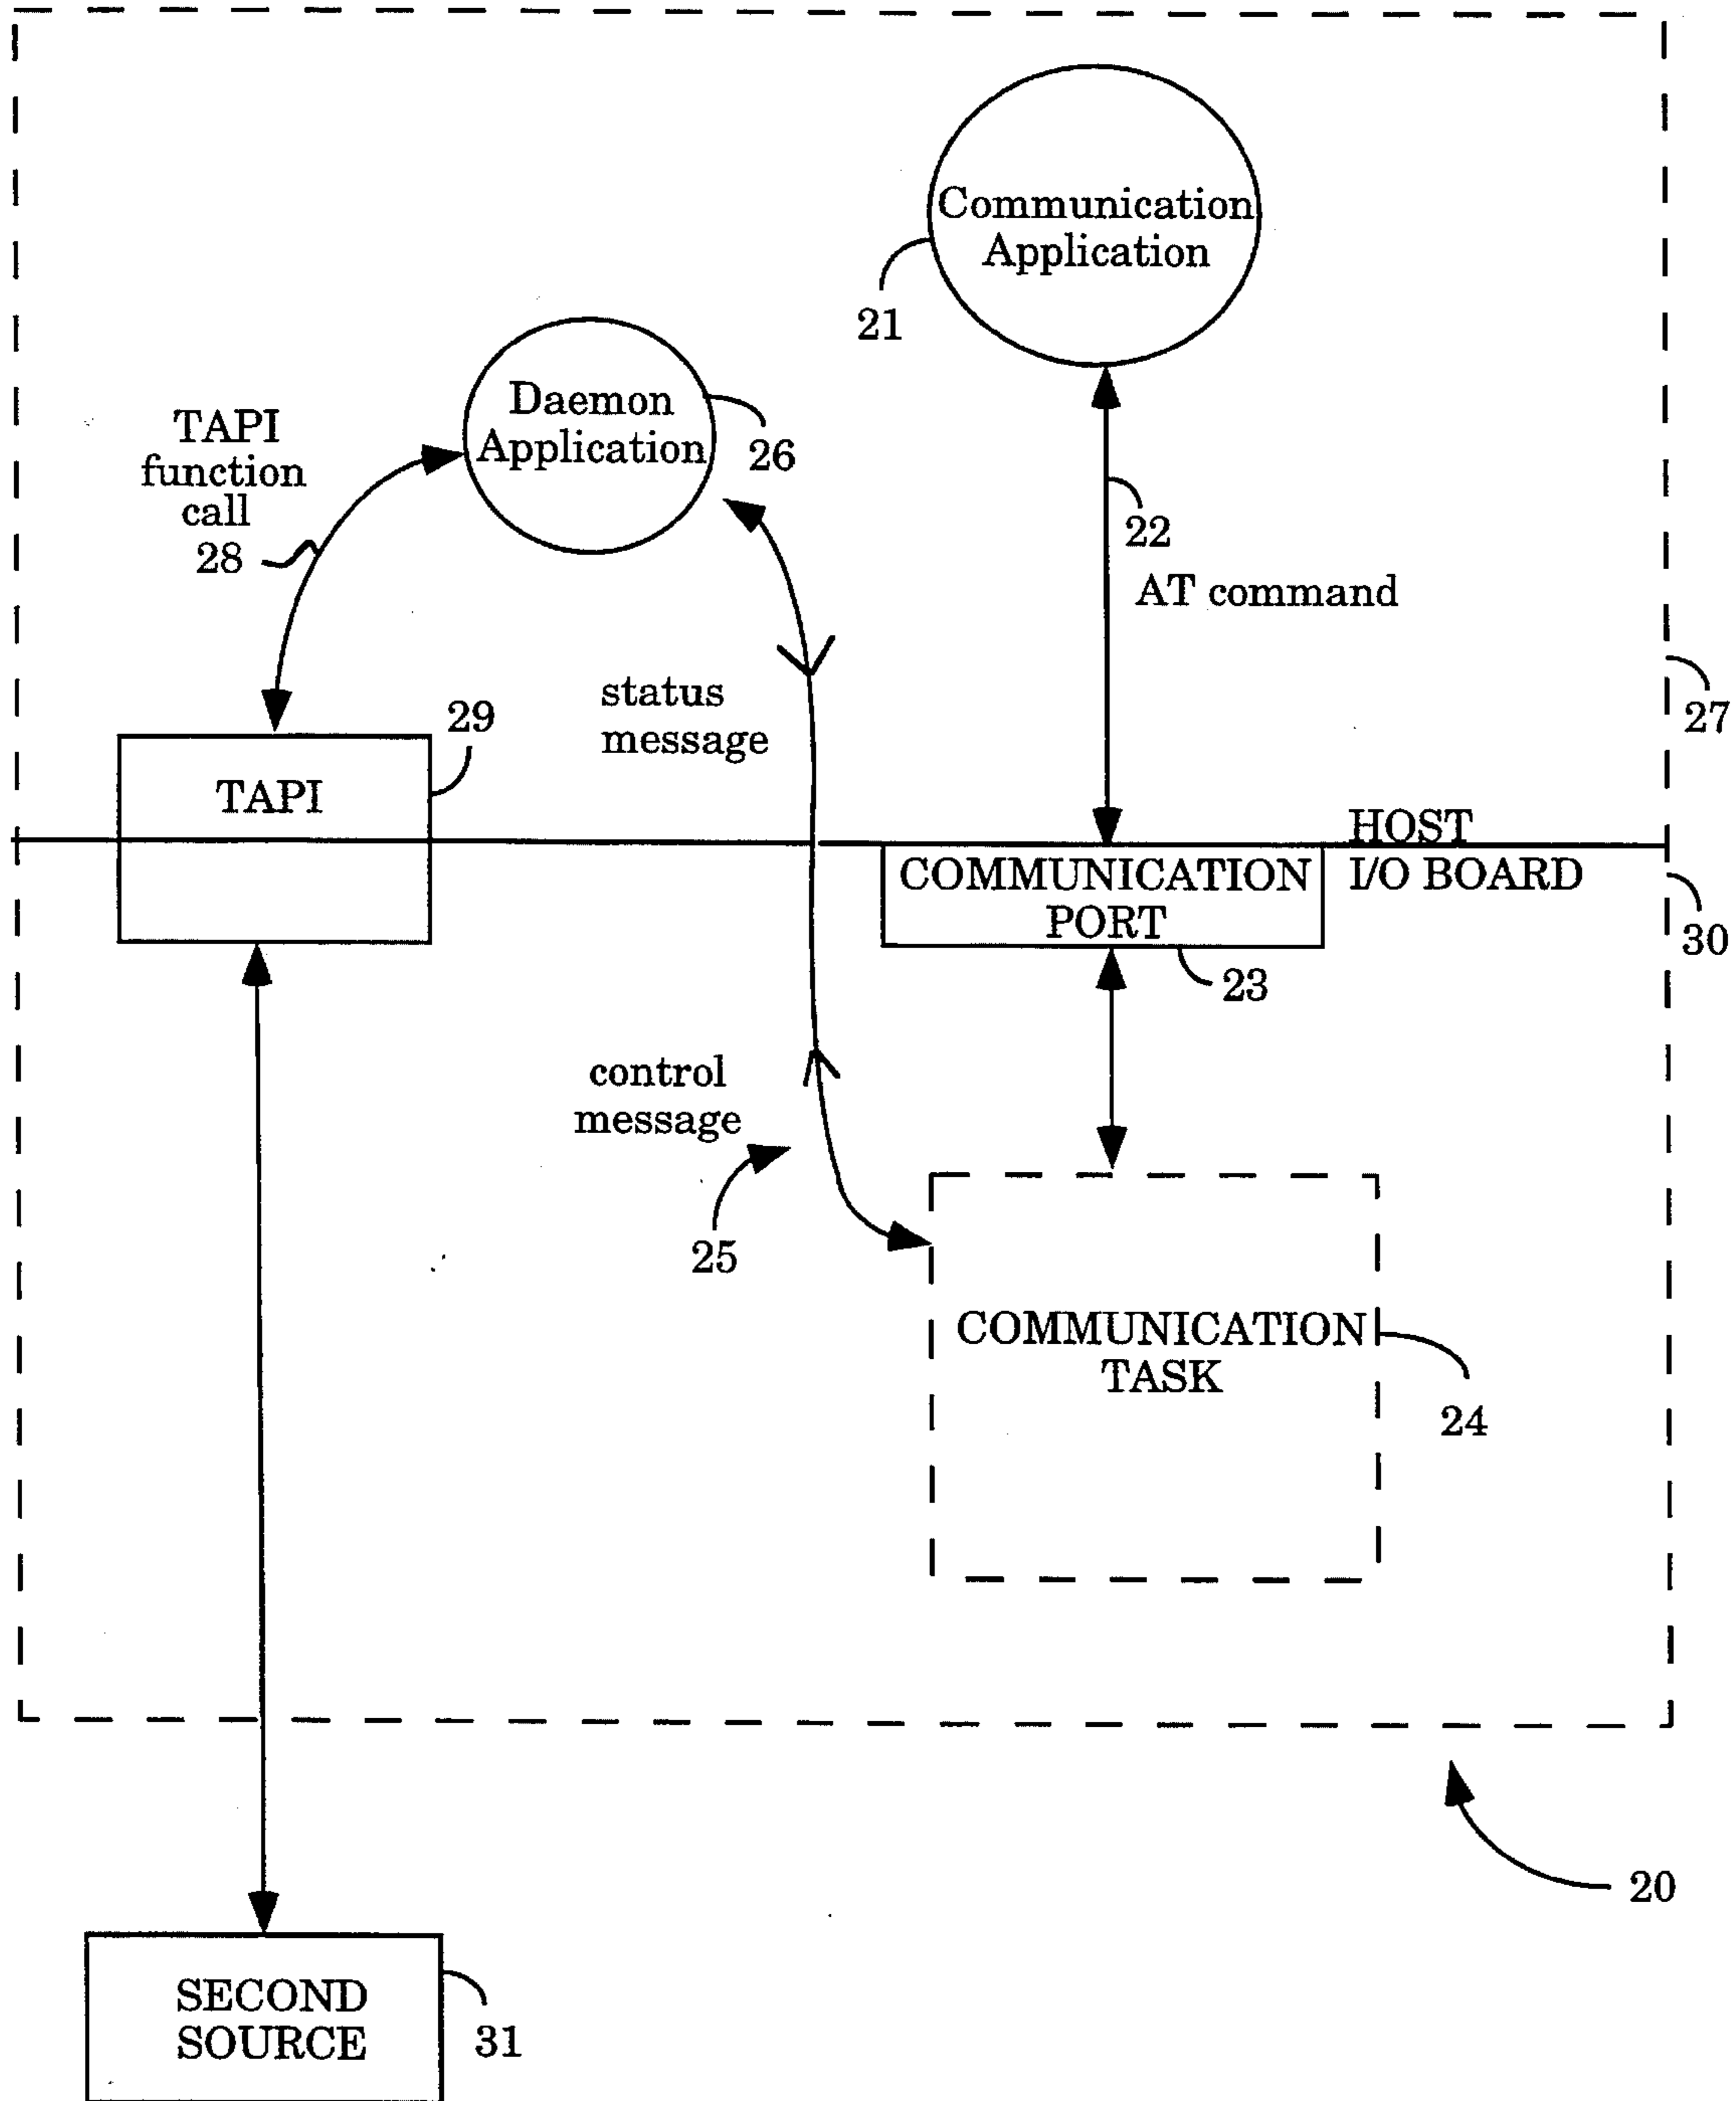 Communication
Application
21
Daemon
Application
26
TAPI
function
call
28
22
AT command
status
message
27
29
TAPI
HOST
I/O BOARD
30
COMMUNICATION
PORT
23
control
message
25
COMMUNICATION
TASK
24
20
SECOND
SOURCE
31